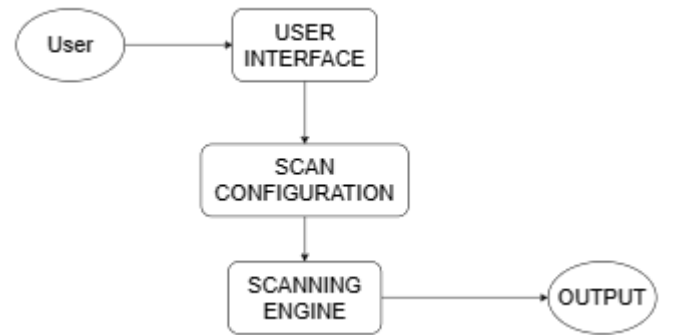 User
USER
INTERFACE
SCAN
CONFIGURATION
SCANNING
ENGINE
OUTPUT